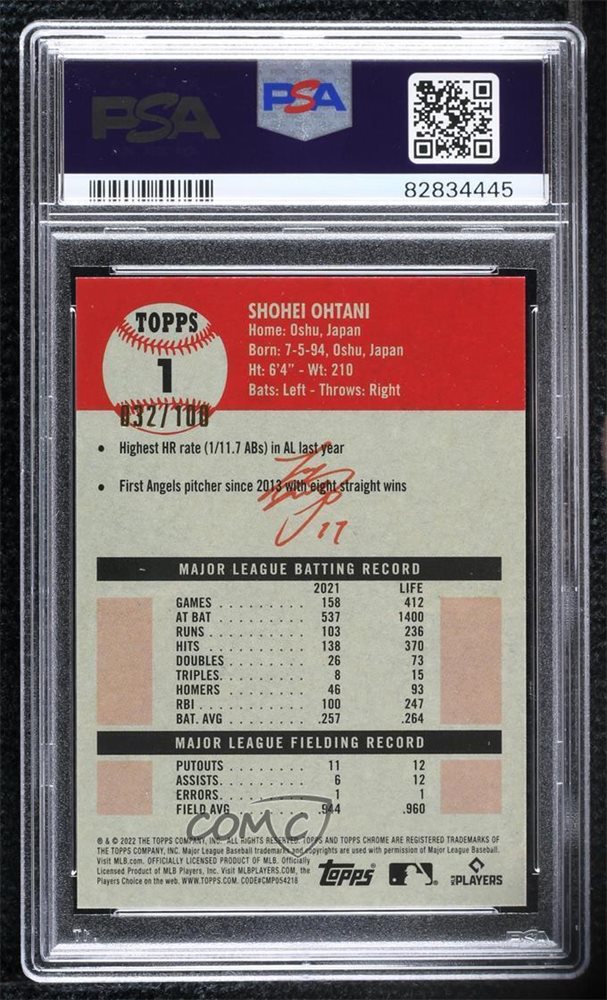 PSA PSA
82834445
TOPPS
1
032/100
SHOHEI OHTANI
Home: Oshu, Japan
Born: 7-5-94, Oshu, Japan
Ht: 6'4" - Wt: 210
Bats: Left - Throws: Right
• Highest HR rate (1/11.7 ABs) in AL last year
• First Angels pitcher since 2013 with eight straight wins
17
MAJOR LEAGUE BATTING RECORD
2021 LIFE
GAMES . . . . . . . . . 158 412
AT BAT . . . . . . . . . 537 1400
RUNS . . . . . . . . . 103 236
HITS . . . . . . . . . 138 370
DOUBLES . . . . . . . . 26 73
TRIPLES. . . . . . . . . 8 15
HOMERS . . . . . . . . 46 93
RBI . . . . . . . . . 100 247
BAT. AVG . . . . . . . .257 .264
MAJOR LEAGUE FIELDING RECORD
PUTOUTS . . . . . . . . 11 12
ASSISTS. . . . . . . . . 6 12
ERRORS. . . . . . . . . 1 1
FIELD AVG . . . . . . . .944 .960
COMC
® & © 2022 THE TOPPS COMPANY, INC. ALL RIGHTS RESERVED. TOPPS AND TOPPS CHROME ARE REGISTERED TRADEMARKS OF
THE TOPPS COMPANY, INC. Major League Baseball trademarks and copyrights are used with permission of Major League Baseball.
Visit MLB.com. OFFICIALLY LICENSED PRODUCT OF MLB. Officially
Licensed Product of MLB Players, Inc. Visit MLBPLAYERS.COM, the
Players Choice on the web. WWW.TOPPS.COM. CODE#CMP054218
Topps MLB PLAYERS
PSA